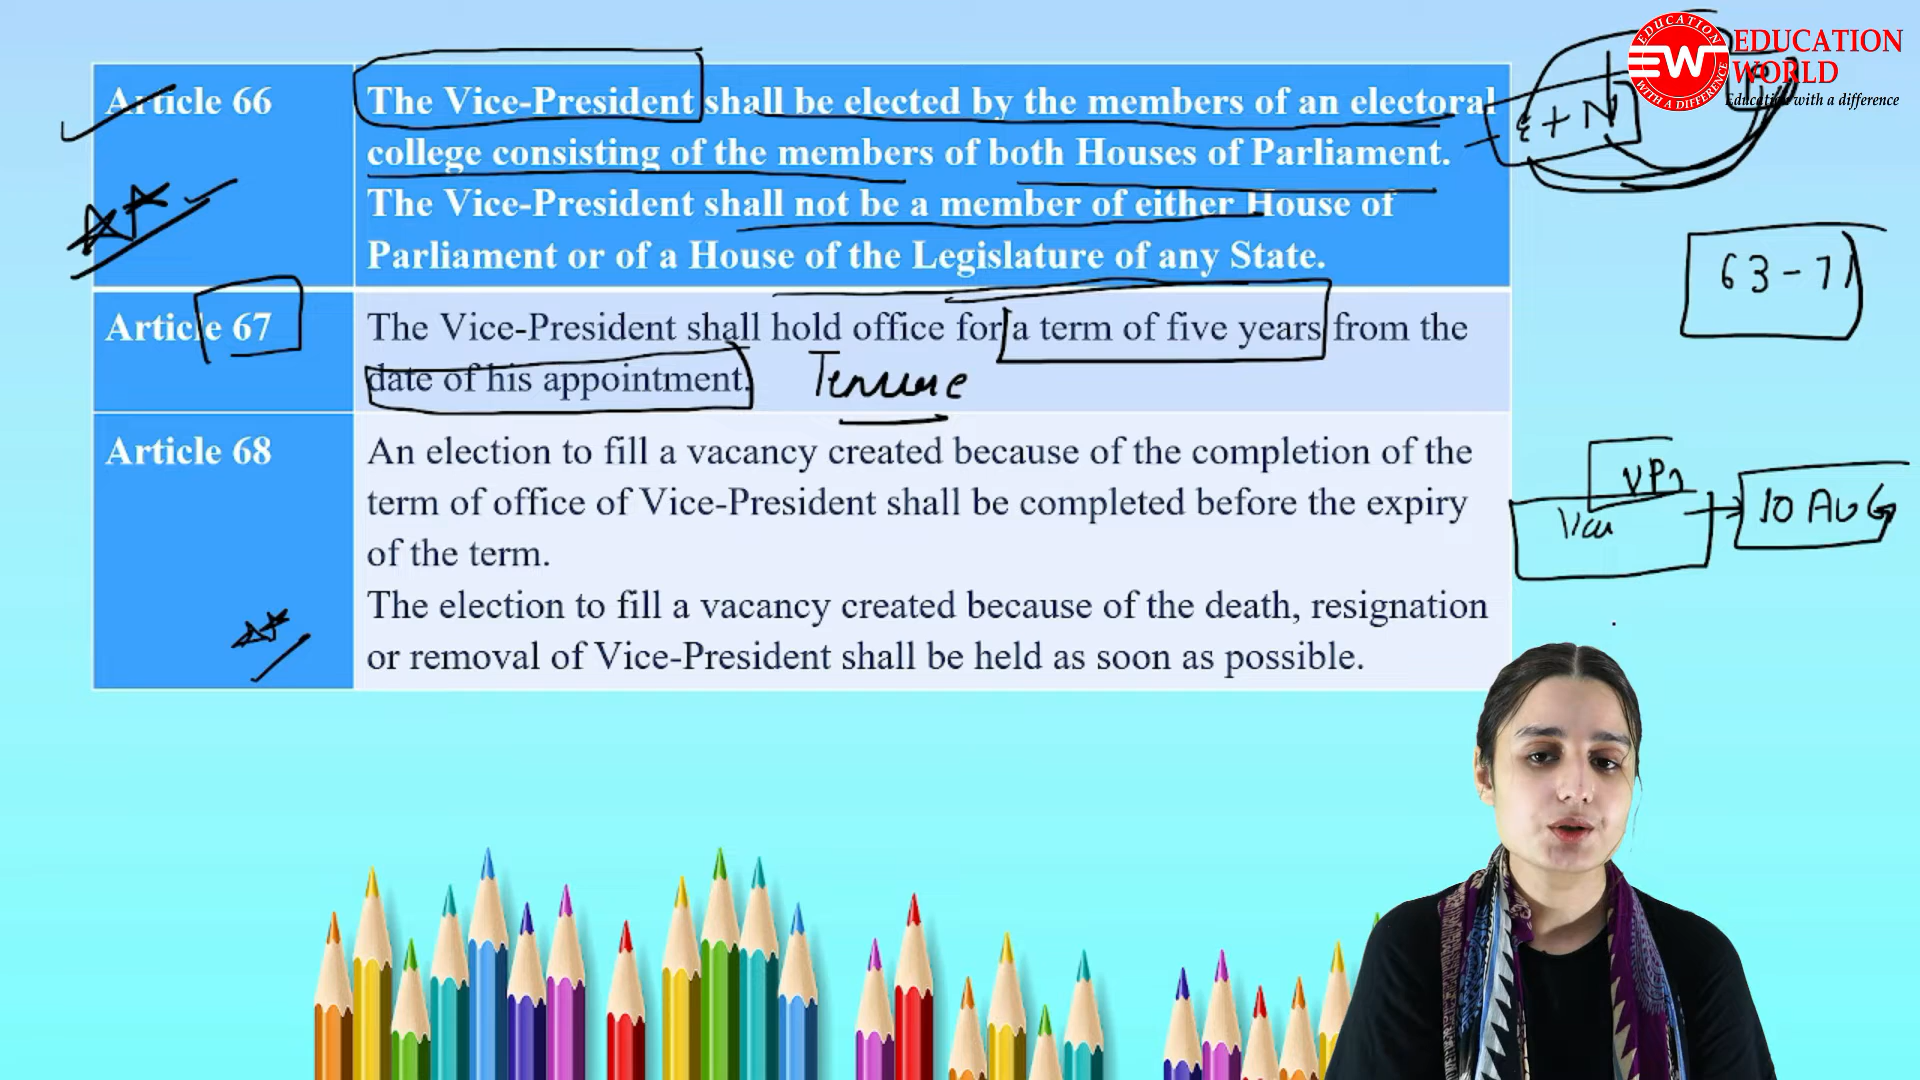 EDUCATION
WORLD
Education with a difference
EDUCATION
EW
WITH A DIFFERENCE
Article 66
The Vice-President shall be elected by the members of an electoral
college consisting of the members of both Houses of Parliament.
The Vice-President shall not be a member of either House of
Parliament or of a House of the Legislature of any State.
E + N
63-71
Article 67
The Vice-President shall hold office for a term of five years from the
date of his appointment.
Tenure
Article 68
An election to fill a vacancy created because of the completion of the
term of office of Vice-President shall be completed before the expiry
of the term.
The election to fill a vacancy created because of the death, resignation
or removal of Vice-President shall be held as soon as possible.
10 AUG